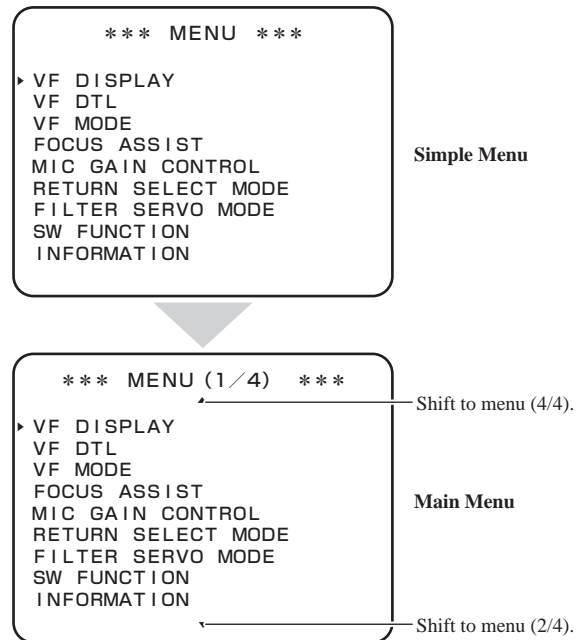 *** MENU ***
VF DISPLAY
VF DTL
VF MODE
FOCUS ASSIST
MIC GAIN CONTROL
RETURN SELECT MODE
FILTER SERVO MODE
SW FUNCTION
INFORMATION
Simple Menu
*** MENU (1/4) ***
Shift to menu (4/4).
VF DISPLAY
VF DTL
VF MODE
FOCUS ASSIST
MIC GAIN CONTROL
RETURN SELECT MODE
FILTER SERVO MODE
SW FUNCTION
INFORMATION
Main Menu
Shift to menu (2/4).